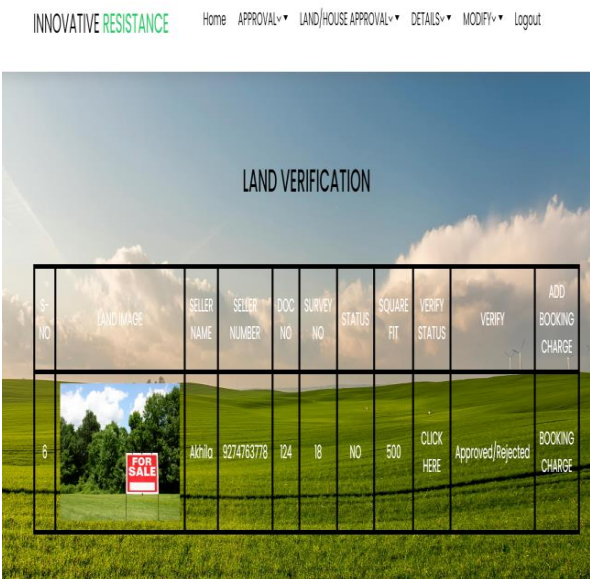 INNOVATIVE RESISTANCE
Home APPROVAL LAND/HOUSE APPROVAL DETAILS MODIFY Logout
LAND VERIFICATION
S-NO LAND IMAGE SELLER NAME SELLER NUMBER DOC NO SURVEY NO STATUS SQUARE FIT VERIFY STATUS VERIFY ADD BOOKING CHARGE
6 FOR SALE Akhila 9274763778 124 18 NO 500 CLICK HERE Approved/Rejected BOOKING CHARGE